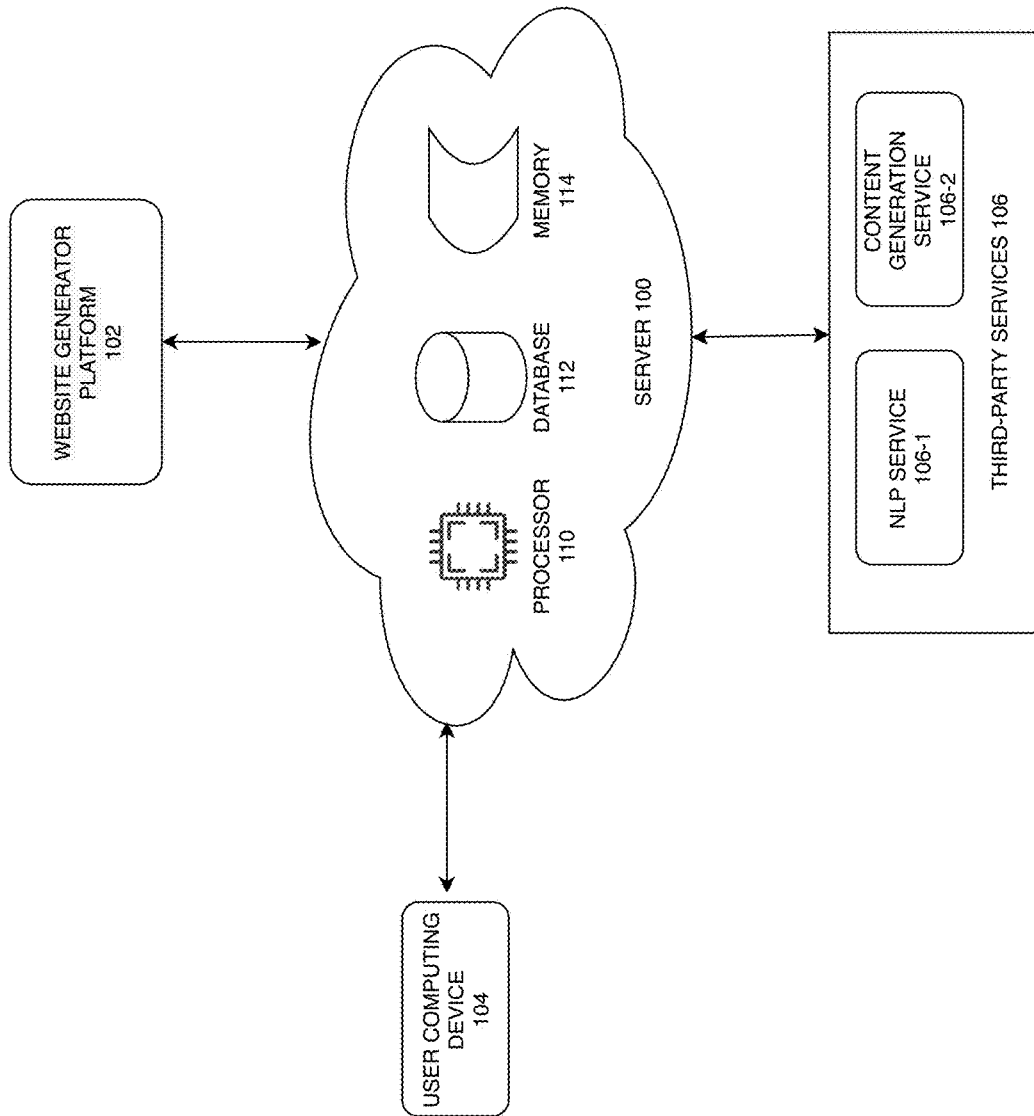 WEBSITE GENERATOR
PLATFORM
102
USER COMPUTING
DEVICE
104
PROCESSOR
110
DATABASE
112
MEMORY
114
SERVER 100
NLP SERVICE
106-1
CONTENT
GENERATION
SERVICE
106-2
THIRD-PARTY SERVICES 106